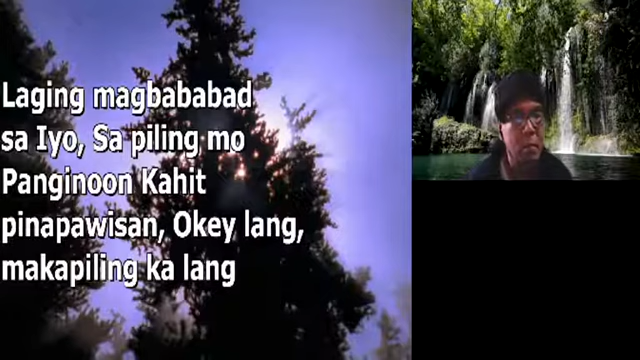 Laging magbababad
sa Iyo, Sa piling mo
Panginoon Kahit
pinapawisan, Okey lang,
makapiling ka lang